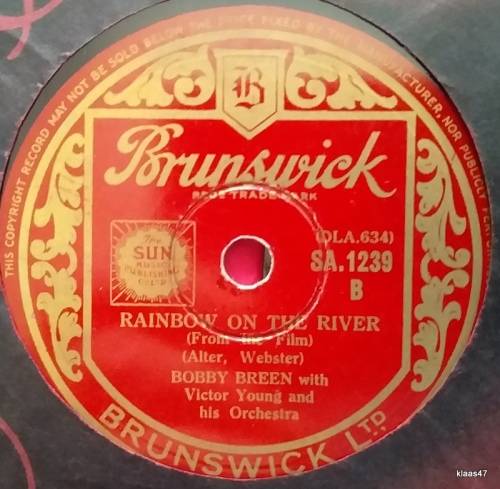 THIS COPYRIGHT RECORD MAY NOT BE SOLD BELOW THE PRICE FIXED BY THE MANUFACTURER, NOR PUBLICLY
B
Brunswick
REGD TRADE MARK
The
SUN
MUSIC
PUBLISHING
(DLA.634)
SA.1239
B
RAINBOW ON THE RIVER
(From the Film)
(Alter, Webster)
BOBBY BREEN with
Victor Young and
his Orchestra
BRUNSWICK LTD.
klaas47